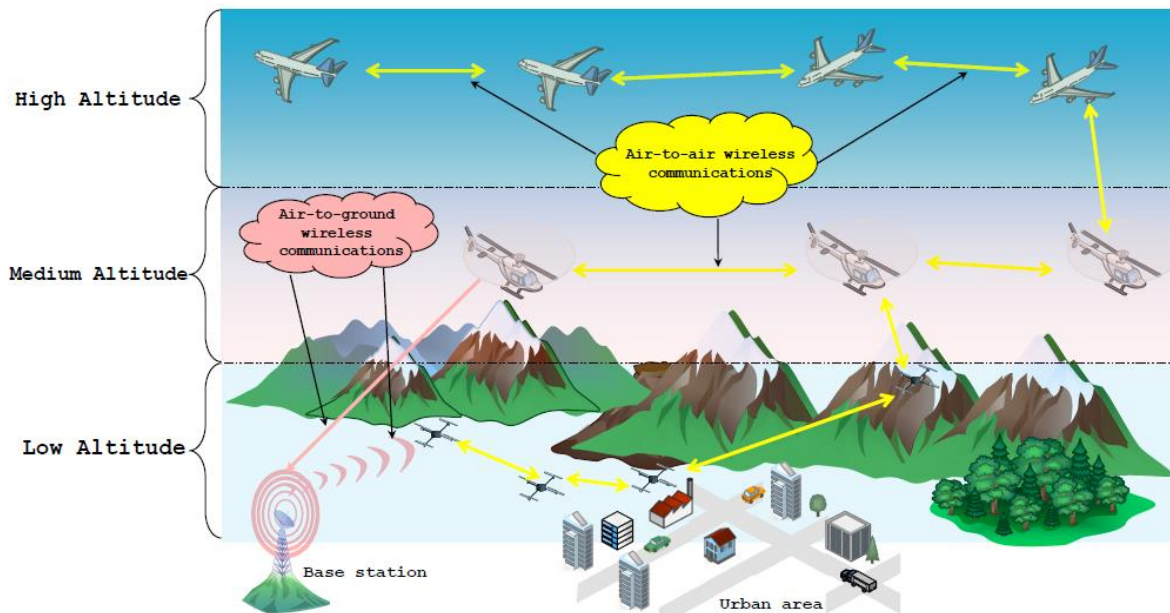 High Altitude
Air-to-air wireless
communications
Air-to-ground
wireless
communications
Medium Altitude
Low Altitude
Base station
Urban area